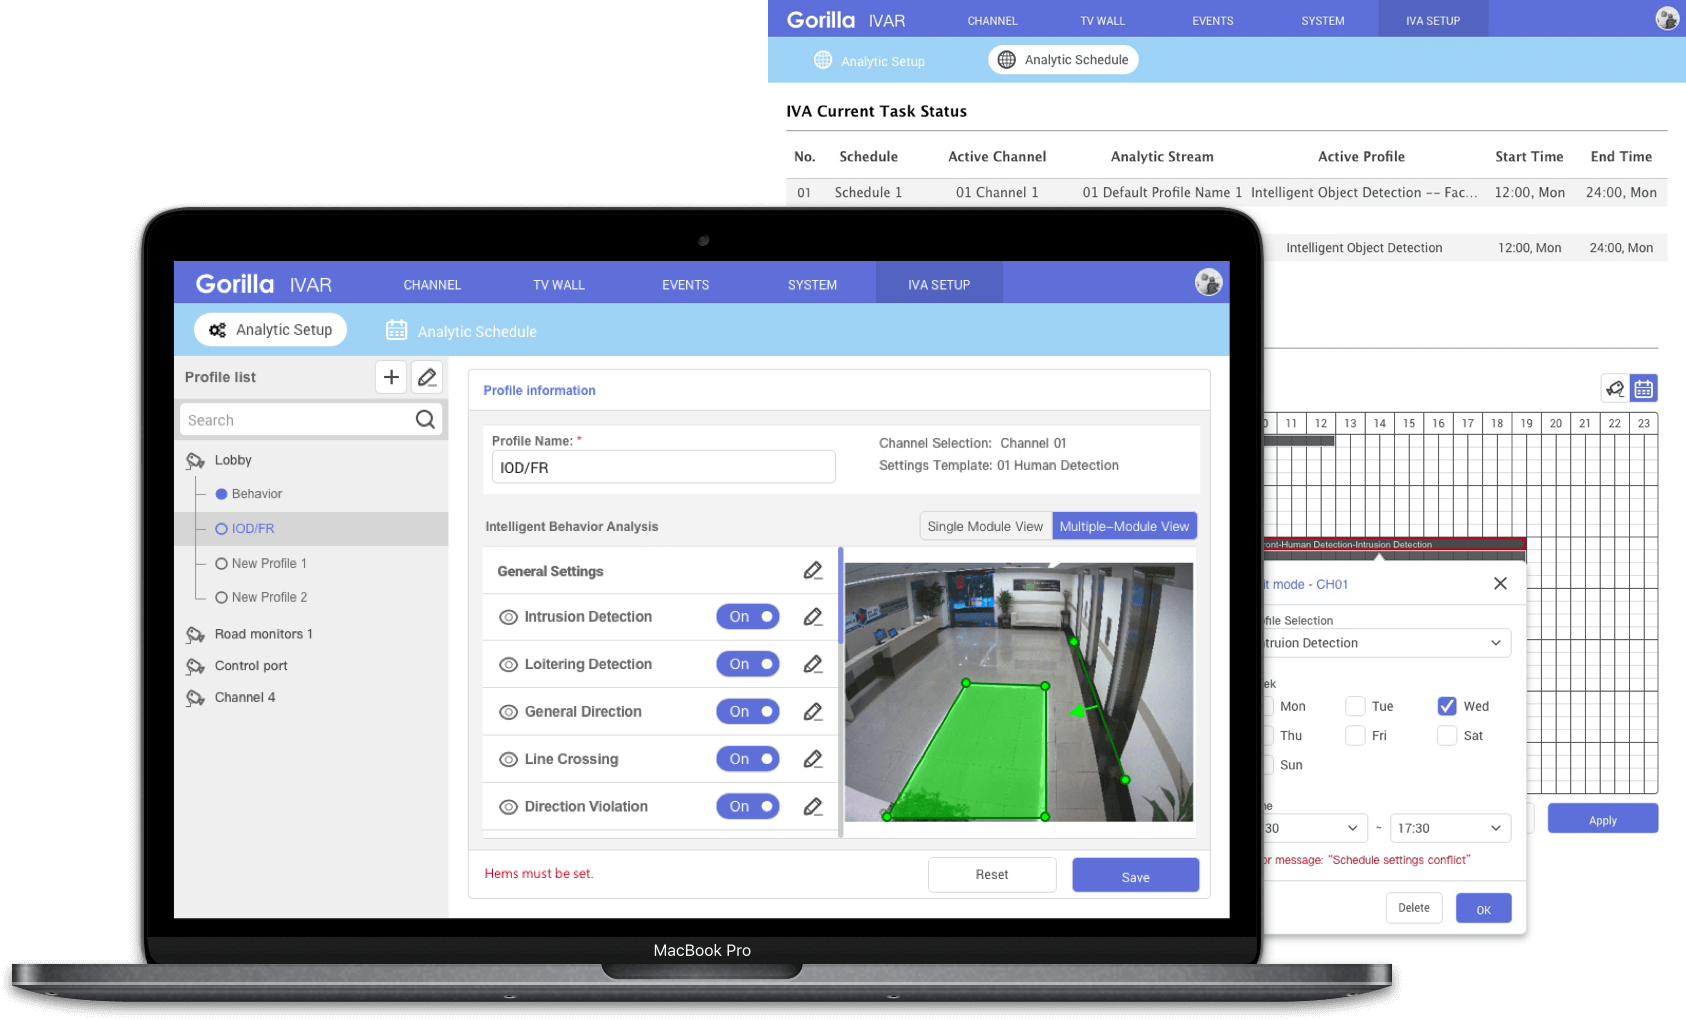 Gorilla IVAR CHANNEL TV WALL EVENTS SYSTEM IVA SETUP
Analytic Setup Analytic Schedule
IVA Current Task Status
No. Schedule Active Channel Analytic Stream Active Profile Start Time End Time
01 Schedule 1 01 Channel 1 01 Default Profile Name 1 Intelligent Object Detection -- Fac... 12:00, Mon 24:00, Mon
Intelligent Object Detection 12:00, Mon 24:00, Mon
0 11 12 13 14 15 16 17 18 19 20 21 22 23
ront-Human Detection-Intrusion Detection
it mode - CH01
ofile Selection
truion Detection
ek
Mon Tue Wed
Thu Fri Sat
Sun
me
30 ~ 17:30
or message: "Schedule settings conflict"
Delete OK
Apply
Gorilla IVAR CHANNEL TV WALL EVENTS SYSTEM IVA SETUP
Analytic Setup Analytic Schedule
Profile list
Search
Lobby
Behavior
IOD/FR
New Profile 1
New Profile 2
Road monitors 1
Control port
Channel 4
Profile information
Profile Name: *
IOD/FR
Channel Selection: Channel 01
Settings Template: 01 Human Detection
Intelligent Behavior Analysis Single Module View Multiple-Module View
General Settings
Intrusion Detection On
Loitering Detection On
General Direction On
Line Crossing On
Direction Violation On
Hems must be set. Reset Save
MacBook Pro